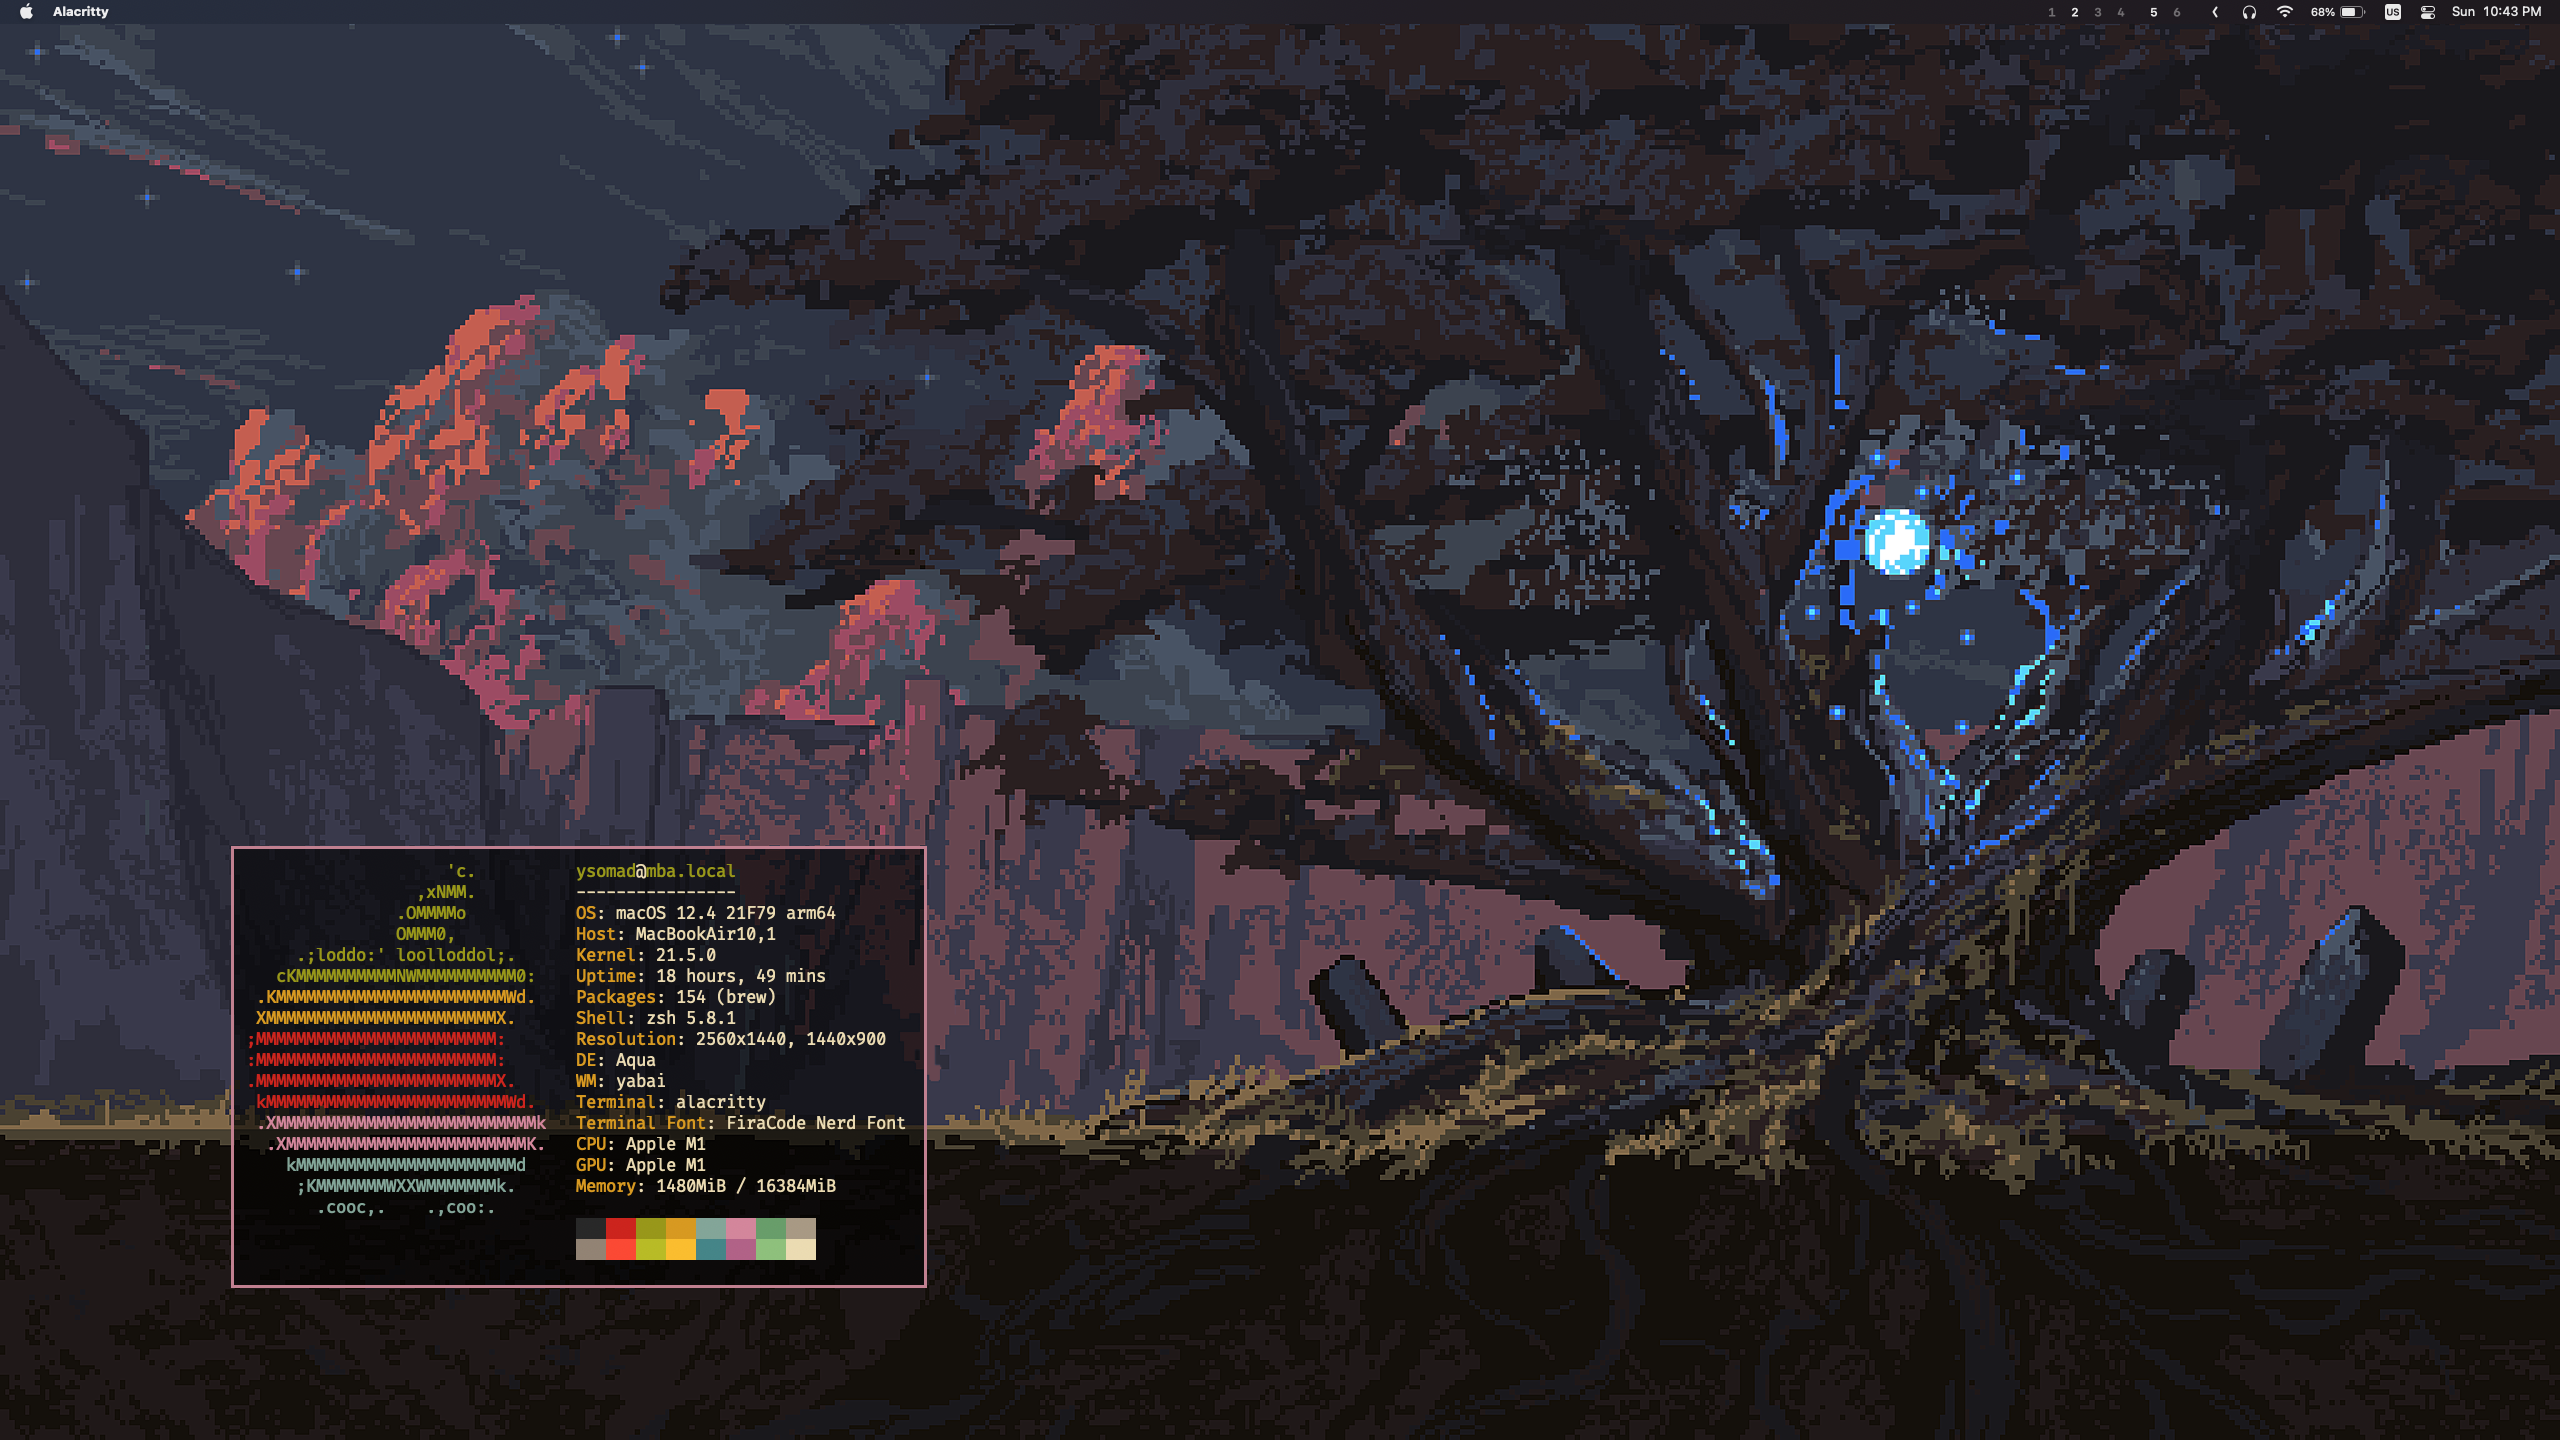 Alacritty
1 2 3 4 5 6 68% US Sun 10:43 PM
'c.
,xNMM.
.OMMMMo
OMMM0,
.;loddo:' loolloddol;.
cKMMMMMMMMMMNWMMMMMMMMMM0:
.KMMMMMMMMMMMMMMMMMMMMMMMWd.
XMMMMMMMMMMMMMMMMMMMMMMMX.
;MMMMMMMMMMMMMMMMMMMMMMMM:
:MMMMMMMMMMMMMMMMMMMMMMMM:
.MMMMMMMMMMMMMMMMMMMMMMMMX.
kMMMMMMMMMMMMMMMMMMMMMMMMWd.
.XMMMMMMMMMMMMMMMMMMMMMMMMMMk
.XMMMMMMMMMMMMMMMMMMMMMMMMK.
kMMMMMMMMMMMMMMMMMMMMMMd
;KMMMMMMMWXXWMMMMMMMk.
.cooc,. .,coo:.
ysomad@mba.local
----------------
OS: macOS 12.4 21F79 arm64
Host: MacBookAir10,1
Kernel: 21.5.0
Uptime: 18 hours, 49 mins
Packages: 154 (brew)
Shell: zsh 5.8.1
Resolution: 2560x1440, 1440x900
DE: Aqua
WM: yabai
Terminal: alacritty
Terminal Font: FiraCode Nerd Font
CPU: Apple M1
GPU: Apple M1
Memory: 1480MiB / 16384MiB